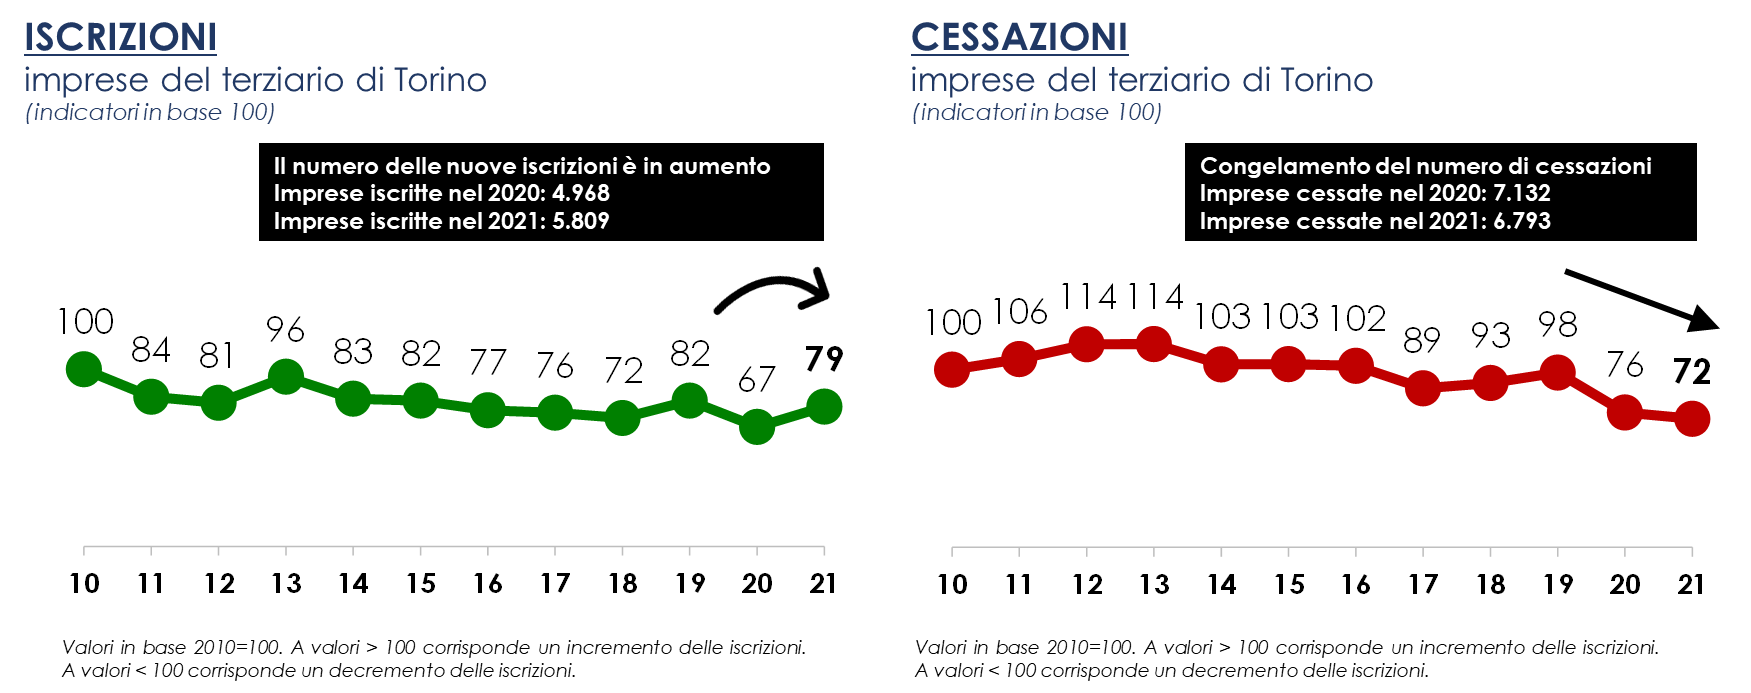 ISCRIZIONI
imprese del terziario di Torino
(indicatori in base 100)
Il numero delle nuove iscrizioni è in aumento
Imprese iscritte nel 2020: 4.968
Imprese iscritte nel 2021: 5.809
100 84 81 96 83 82 77 76 72 82 67 79
10 11 12 13 14 15 16 17 18 19 20 21
Valori in base 2010=100. A valori > 100 corrisponde un incremento delle iscrizioni.
A valori < 100 corrisponde un decremento delle iscrizioni.
CESSAZIONI
imprese del terziario di Torino
(indicatori in base 100)
Congelamento del numero di cessazioni
Imprese cessate nel 2020: 7.132
Imprese cessate nel 2021: 6.793
100 106 114 114 103 103 102 89 93 98 76 72
10 11 12 13 14 15 16 17 18 19 20 21
Valori in base 2010=100. A valori > 100 corrisponde un incremento delle iscrizioni.
A valori < 100 corrisponde un decremento delle iscrizioni.